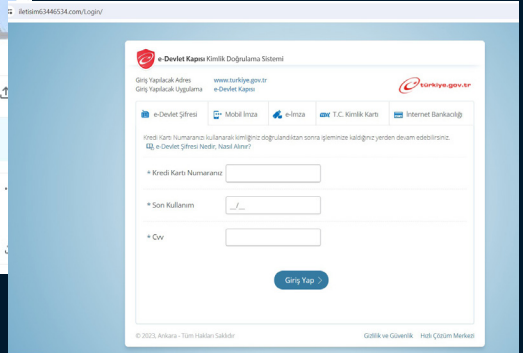 iletisim63446534.com/Login/
e-Devlet Kapısı Kimlik Doğrulama Sistemi
Giriş Yapılacak Adres www.turkiye.gov.tr
Giriş Yapılacak Uygulama e-Devlet Kapısı
türkiye.gov.tr
e-Devlet Şifresi Mobil İmza e-İmza T.C. Kimlik Kartı İnternet Bankacılığı
Kredi Kartı Numaranızı kullanarak kimliğiniz doğrulandıktan sonra işleminize kaldığınız yerden devam edebilirsiniz.
e-Devlet Şifresi Nedir, Nasıl Alınır?
* Kredi Kartı Numaranız
* Son Kullanım __/__
* Cvv
Giriş Yap
© 2023, Ankara - Tüm Hakları Saklıdır Gizlilik ve Güvenlik Hızlı Çözüm Merkezi